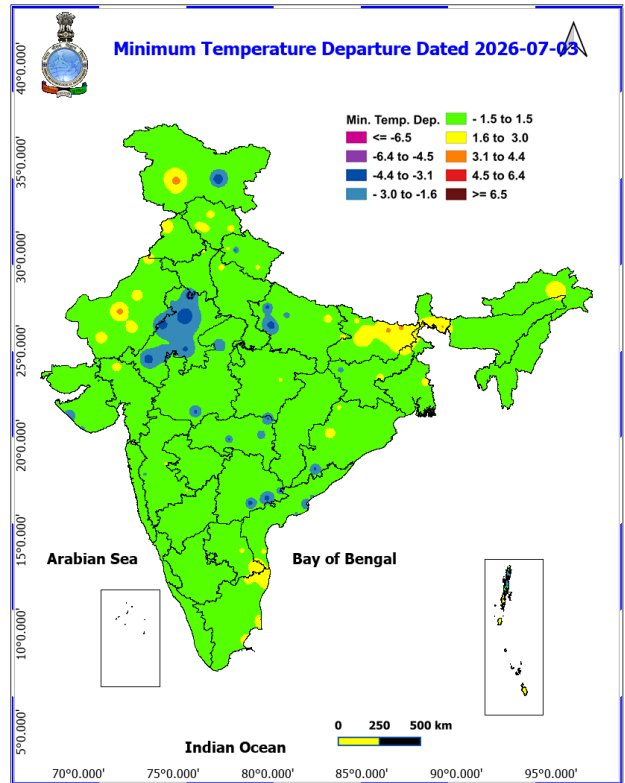 Minimum Temperature Departure Dated 2026-07-03
Min. Temp. Dep.
<= -6.5
-6.4 to -4.5
-4.4 to -3.1
- 3.0 to -1.6
- 1.5 to 1.5
1.6 to 3.0
3.1 to 4.4
4.5 to 6.4
>= 6.5
40°0.000'
35°0.000'
30°0.000'
25°0.000'
20°0.000'
15°0.000'
10°0.000'
5°0.000'
Arabian Sea
Bay of Bengal
Indian Ocean
0 250 500 km
70°0.000' 75°0.000' 80°0.000' 85°0.000' 90°0.000' 95°0.000'